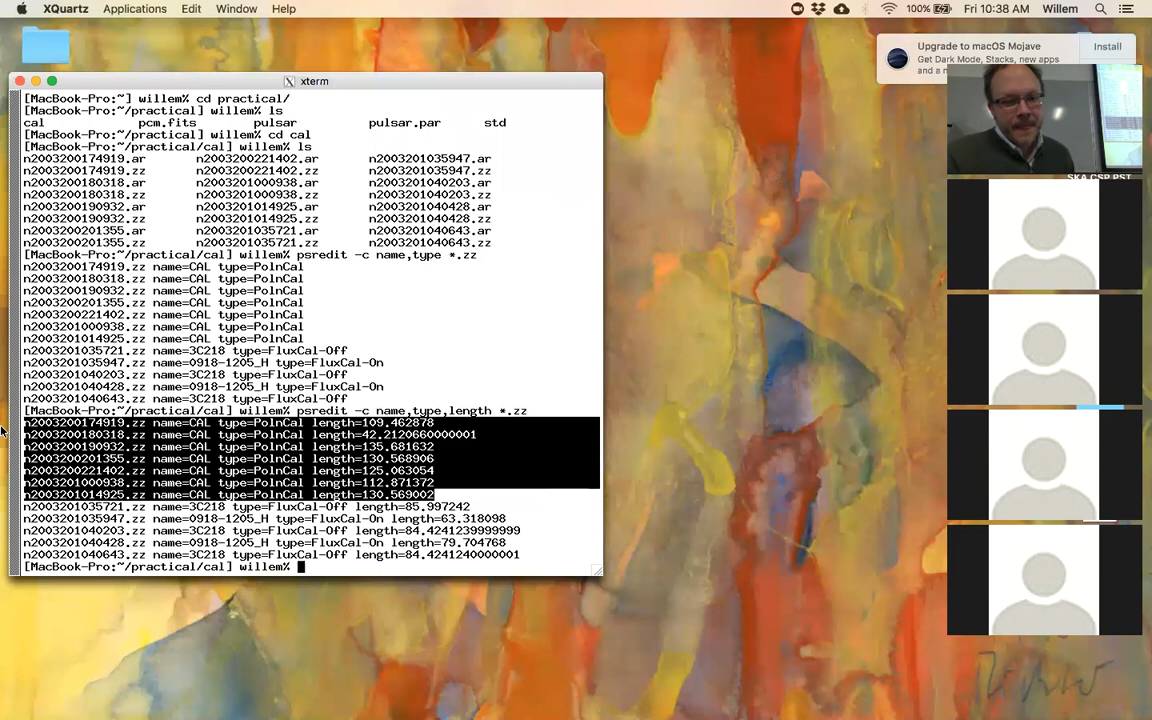 XQuartz Applications Edit Window Help 100% Fri 10:38 AM Willem
Upgrade to macOS Mojave
Get Dark Mode, Stacks, new apps
and a
Install
SKA CSP PST
xterm
[MacBook-Pro:~] willem% cd practical/
[MacBook-Pro:~/practical] willem% ls
cal pcm.fits pulsar pulsar.par std
[MacBook-Pro:~/practical] willem% cd cal
[MacBook-Pro:~/practical/cal] willem% ls
n2003200174919.ar n2003200221402.ar n2003201035947.ar
n2003200174919.zz n2003200221402.zz n2003201035947.zz
n2003200180318.ar n2003201000938.ar n2003201040203.ar
n2003200180318.zz n2003201000938.zz n2003201040203.zz
n2003200190932.ar n2003201014925.ar n2003201040428.ar
n2003200190932.zz n2003201014925.zz n2003201040428.zz
n2003200201355.ar n2003201035721.ar n2003201040643.ar
n2003200201355.zz n2003201035721.zz n2003201040643.zz
[MacBook-Pro:~/practical/cal] willem% psredit -c name,type *.zz
n2003200174919.zz name=CAL type=PolnCal
n2003200180318.zz name=CAL type=PolnCal
n2003200190932.zz name=CAL type=PolnCal
n2003200201355.zz name=CAL type=PolnCal
n2003200221402.zz name=CAL type=PolnCal
n2003201000938.zz name=CAL type=PolnCal
n2003201014925.zz name=CAL type=PolnCal
n2003201035721.zz name=3C218 type=FluxCal-Off
n2003201035947.zz name=0918-1205_H type=FluxCal-On
n2003201040203.zz name=3C218 type=FluxCal-Off
n2003201040428.zz name=0918-1205_H type=FluxCal-On
n2003201040643.zz name=3C218 type=FluxCal-Off
[MacBook-Pro:~/practical/cal] willem% psredit -c name,type,length *.zz
n2003200174919.zz name=CAL type=PolnCal length=109.462878
n2003200180318.zz name=CAL type=PolnCal length=42.2120660000001
n2003200190932.zz name=CAL type=PolnCal length=135.681632
n2003200201355.zz name=CAL type=PolnCal length=130.568906
n2003200221402.zz name=CAL type=PolnCal length=125.063054
n2003201000938.zz name=CAL type=PolnCal length=112.871372
n2003201014925.zz name=CAL type=PolnCal length=130.569002
n2003201035721.zz name=3C218 type=FluxCal-Off length=85.997242
n2003201035947.zz name=0918-1205_H type=FluxCal-On length=63.318098
n2003201040203.zz name=3C218 type=FluxCal-Off length=84.4241239999999
n2003201040428.zz name=0918-1205_H type=FluxCal-On length=79.704768
n2003201040643.zz name=3C218 type=FluxCal-Off length=84.4241240000001
[MacBook-Pro:~/practical/cal] willem%